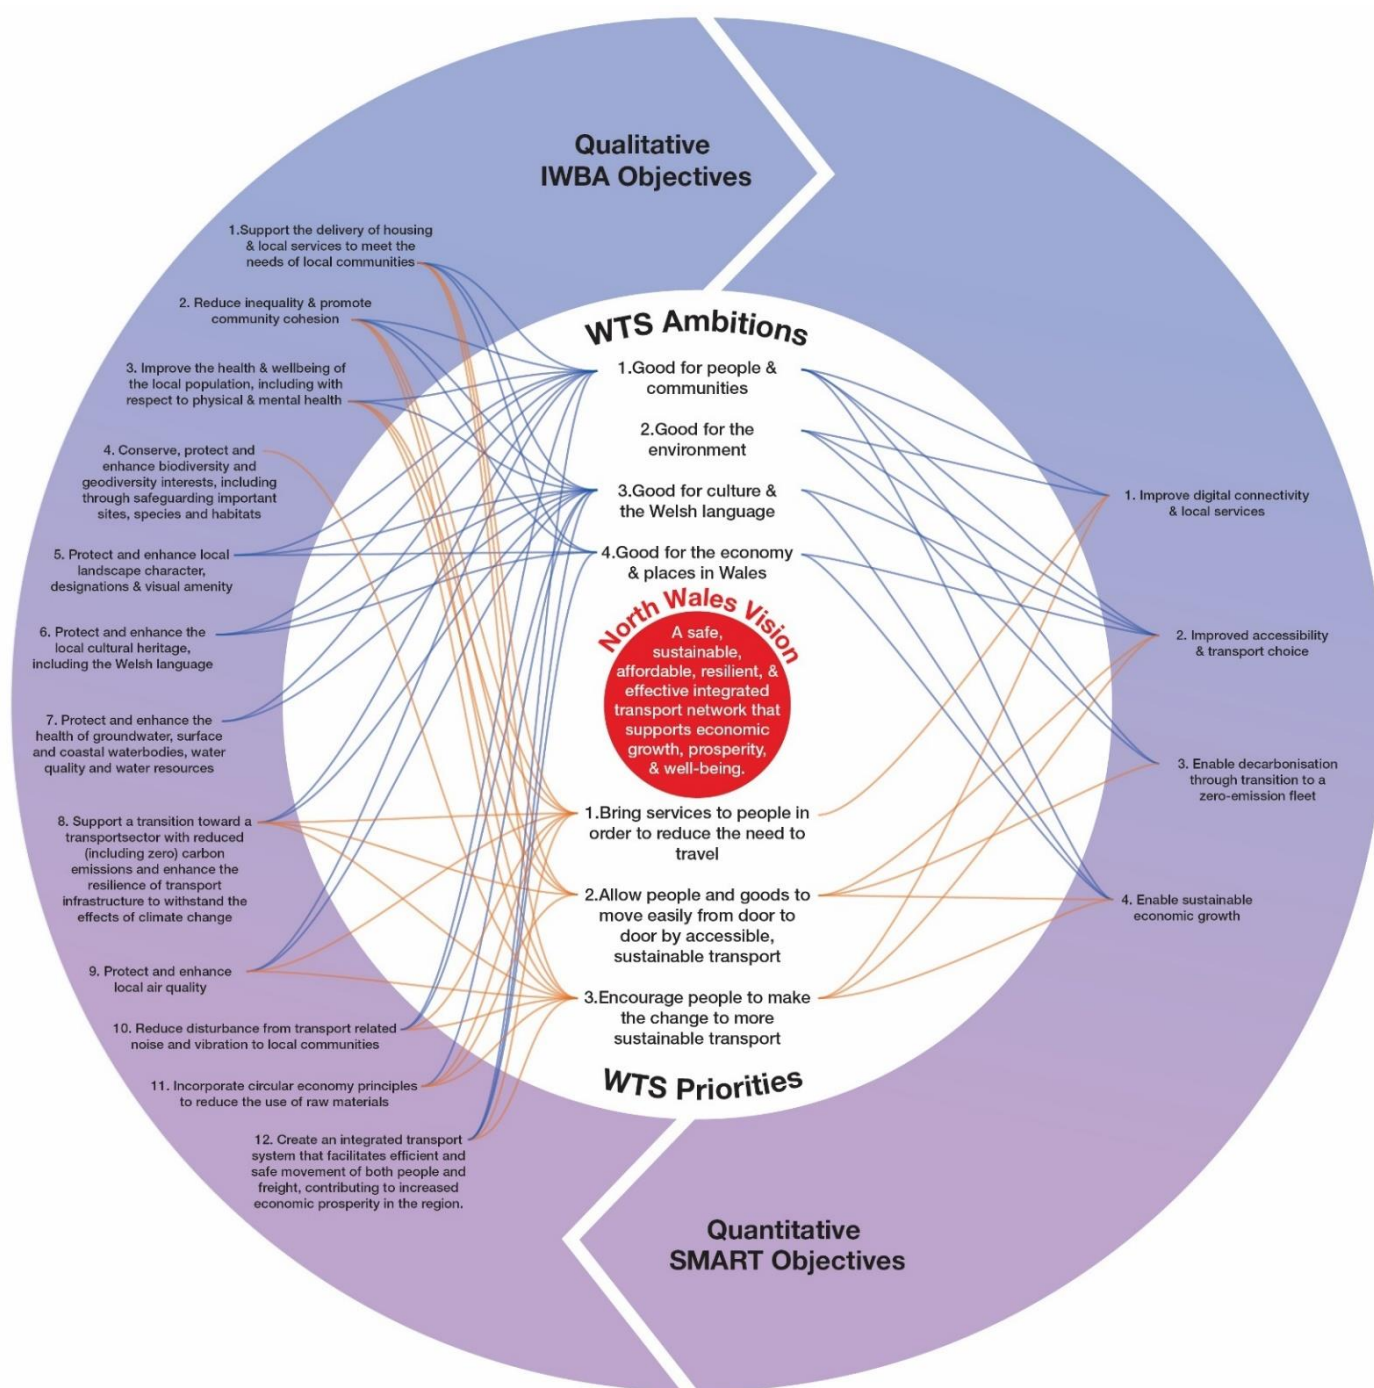 Qualitative
IWBA Objectives
1.Support the delivery of housing
& local services to meet the
needs of local communities
2. Reduce inequality & promote
community cohesion
3. Improve the health & wellbeing of
the local population, including with
respect to physical & mental health
4. Conserve, protect and
enhance biodiversity and
geodiversity interests, including
through safeguarding important
sites, species and habitats
5. Protect and enhance local
landscape character,
designations & visual amenity
6. Protect and enhance the
local cultural heritage,
including the Welsh language
7. Protect and enhance the
health of groundwater, surface
and coastal waterbodies, water
quality and water resources
8. Support a transition toward a
transportsector with reduced
(including zero) carbon
emissions and enhance the
resilience of transport
infrastructure to withstand the
effects of climate change
9. Protect and enhance
local air quality
10. Reduce disturbance from transport related
noise and vibration to local communities
11. Incorporate circular economy principles
to reduce the use of raw materials
12. Create an integrated transport
system that facilitates efficient and
safe movement of both people and
freight, contributing to increased
economic prosperity in the region.
WTS Ambitions
1.Good for people &
communities
2.Good for the
environment
3.Good for culture &
the Welsh language
4.Good for the economy
& places in Wales
North Wales Vision
A safe,
sustainable,
affordable, resilient, &
effective integrated
transport network that
supports economic
growth, prosperity,
& well-being.
1.Bring services to people in
order to reduce the need to
travel
2.Allow people and goods to
move easily from door to
door by accessible,
sustainable transport
3.Encourage people to make
the change to more
sustainable transport
WTS Priorities
1. Improve digital connectivity
& local services
2. Improved accessibility
& transport choice
3. Enable decarbonisation
through transition to a
zero-emission fleet
4. Enable sustainable
economic growth
Quantitative
SMART Objectives